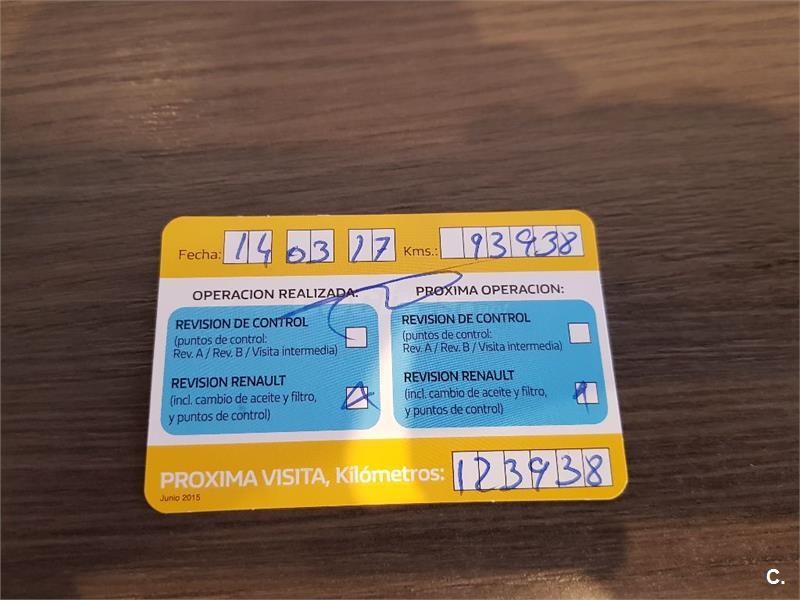 Fecha: 14 03 17 Kms.: 93938
OPERACION REALIZADA:
REVISION DE CONTROL
(puntos de control:
Rev. A / Rev. B / Visita intermedia)
REVISION RENAULT
(incl. cambio de aceite y filtro,
y puntos de control)
PROXIMA OPERACION:
REVISION DE CONTROL
(puntos de control:
Rev. A / Rev. B / Visita intermedia)
REVISION RENAULT
(incl. cambio de aceite y filtro,
y puntos de control)
PROXIMA VISITA, Kilómetros: 123938
Junio 2015
C.